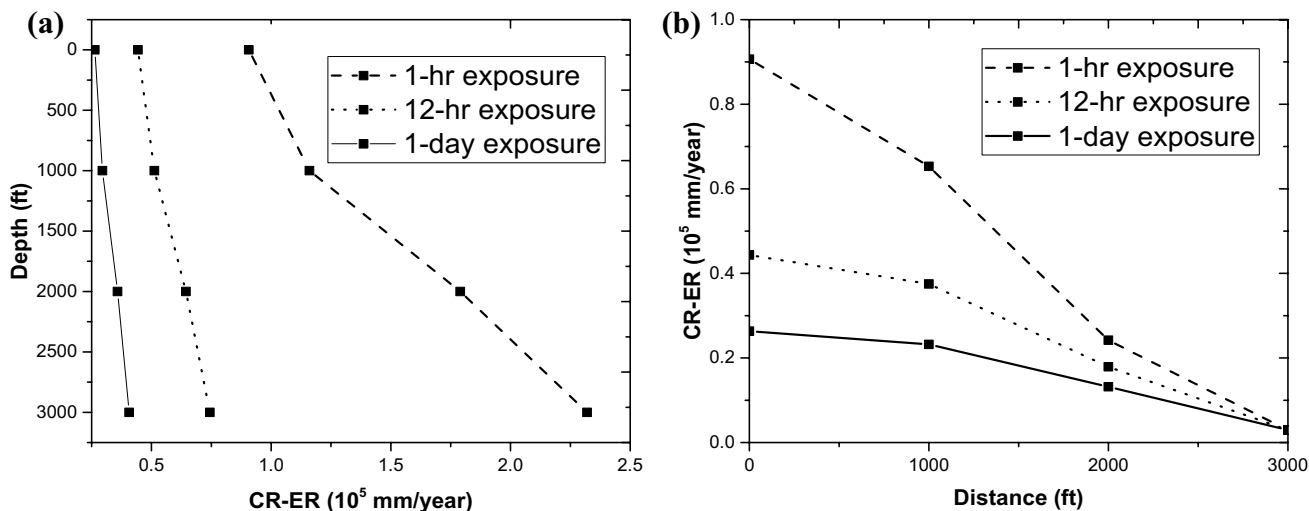 (a)
0
500
1000
1500
2000
2500
3000
Depth (ft)
1-hr exposure
12-hr exposure
1-day exposure
0.5
1.0
1.5
2.0
2.5
CR-ER (10⁵ mm/year)
(b)
1.0
0.8
0.6
0.4
0.2
0.0
CR-ER (10⁵ mm/year)
1-hr exposure
12-hr exposure
1-day exposure
0
1000
2000
3000
Distance (ft)